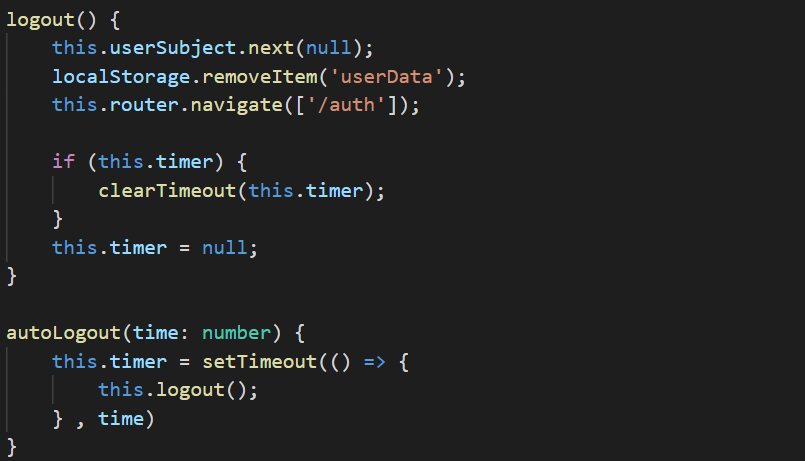 logout() {
    this.userSubject.next(null);
    localStorage.removeItem('userData');
    this.router.navigate(['/auth']);

    if (this.timer) {
        clearTimeout(this.timer);
    }
    this.timer = null;
}

autoLogout(time: number) {
    this.timer = setTimeout(() => {
        this.logout();
    } , time)
}